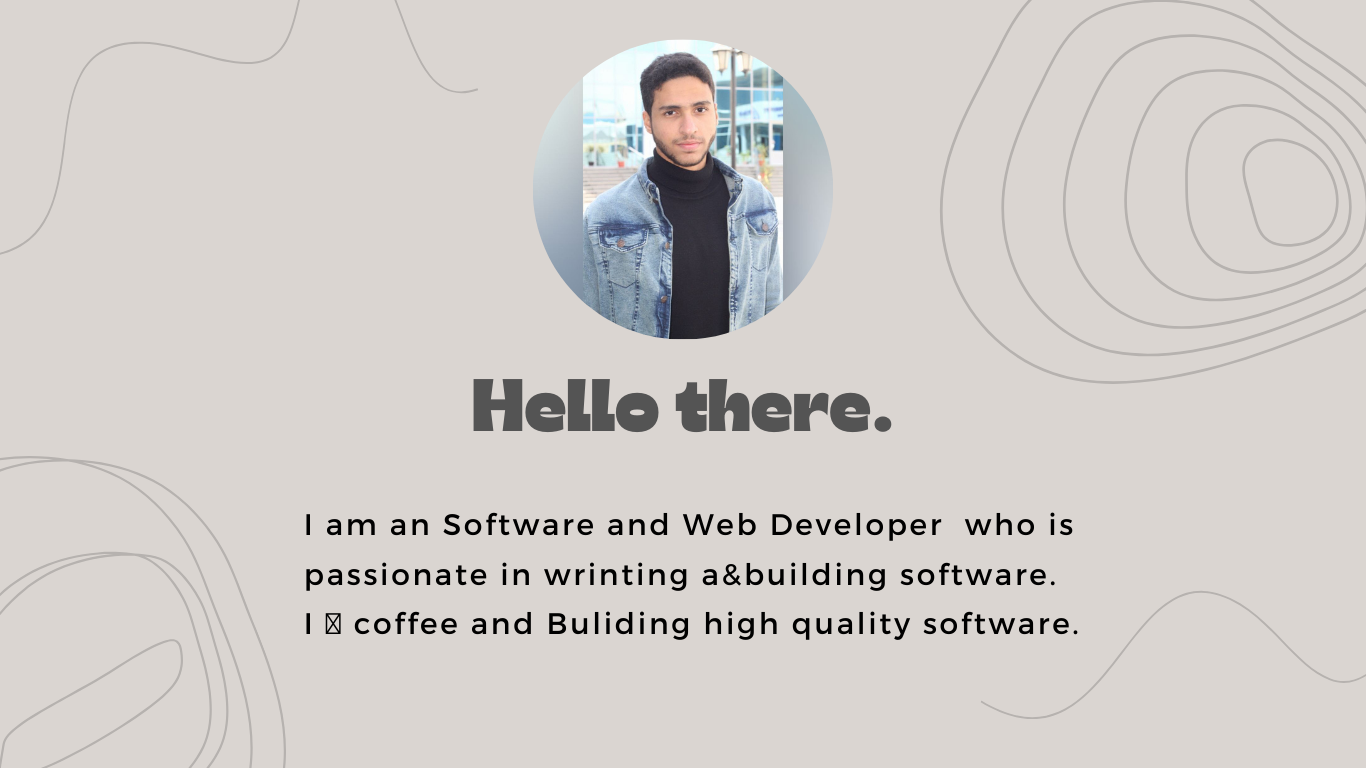 Hello there.
I am an Software and Web Developer  who is
passionate in wrinting a&building software.
I  coffee and Buliding high quality software.